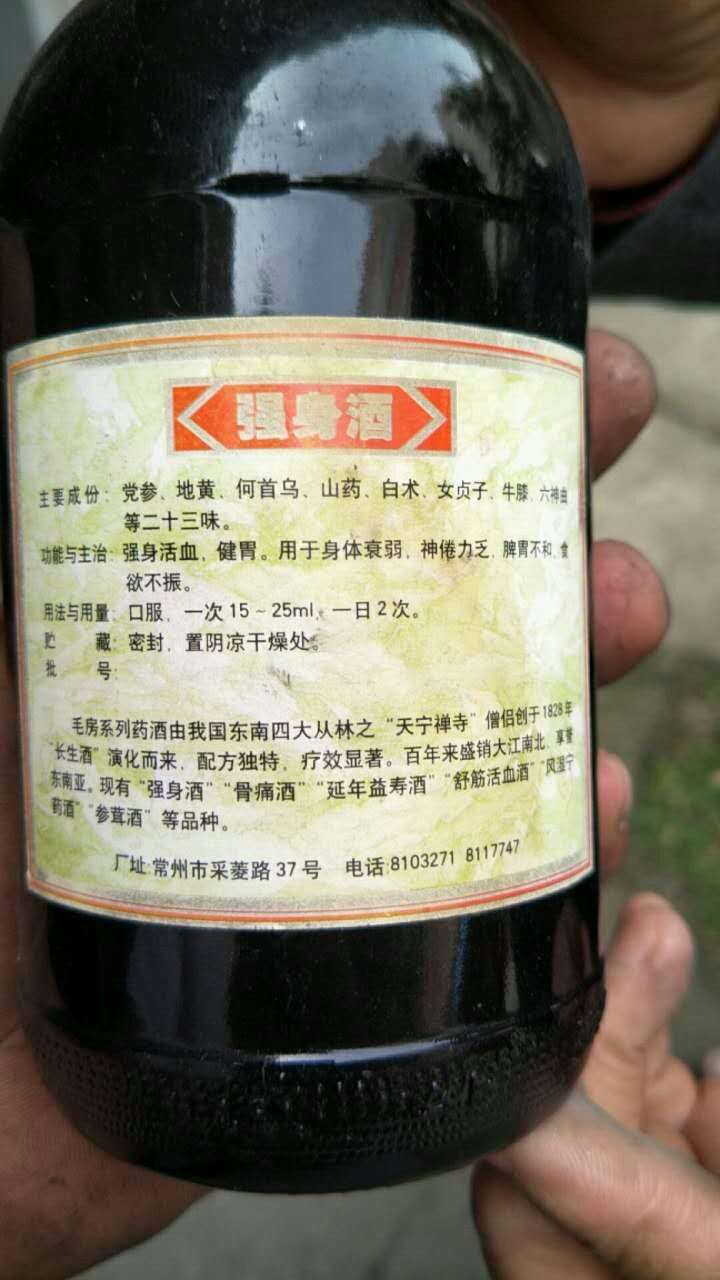 强身酒
主要成份：党参、地黄、何首乌、山药、白术、女贞子、牛膝、六神曲
等二十三味。
功能与主治：强身活血，健胃。用于身体衰弱，神倦力乏，脾胃不和，食
欲不振。
用法与用量：口服，一次15～25ml，一日2次。
贮藏：密封，置阴凉干燥处。
批号：
毛房系列药酒由我国东南四大丛林之“天宁禅寺”僧侣创于1828年
“长生酒”演化而来，配方独特，疗效显著。百年来盛销大江南北，享誉
东南亚。现有“强身酒”“骨痛酒”“延年益寿酒”“舒筋活血酒”“风湿宁
药酒”“参茸酒”等品种。
厂址:常州市采菱路37号 电话:8103271 8117747